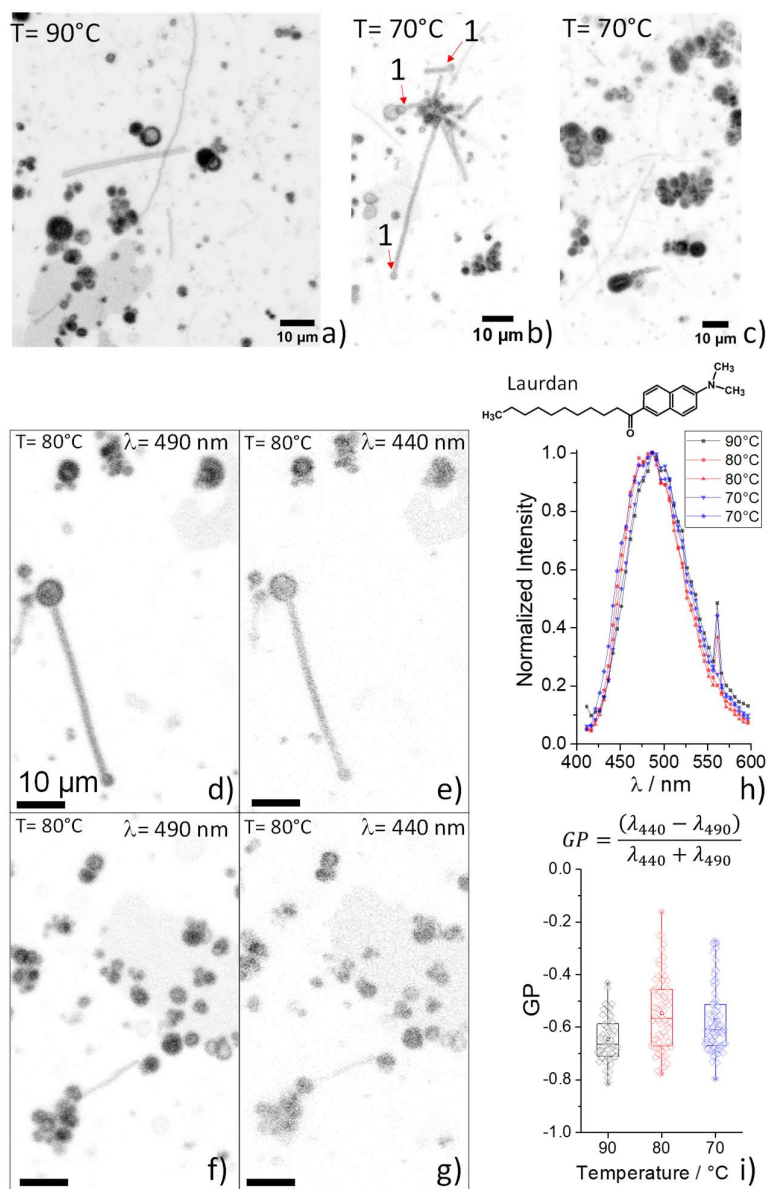 T= 90°C
10 µm
a)
T= 70°C
1
1
1
10 µm
b)
T= 70°C
10 µm
c)
T= 80°C
λ= 490 nm
10 µm
d)
T= 80°C
λ= 440 nm
e)
T= 80°C
λ= 490 nm
f)
T= 80°C
λ= 440 nm
g)
Laurdan
H₃C
O
N
CH₃
CH₃
90°C
80°C
80°C
70°C
70°C
Normalized Intensity
1.0
0.8
0.6
0.4
0.2
0.0
400 450 500 550 600
λ / nm
h)
GP = (λ₄₄₀ − λ₄₉₀)
λ₄₄₀ + λ₄₉₀
GP
0.0
-0.2
-0.4
-0.6
-0.8
-1.0
90 80 70
Temperature / °C
i)